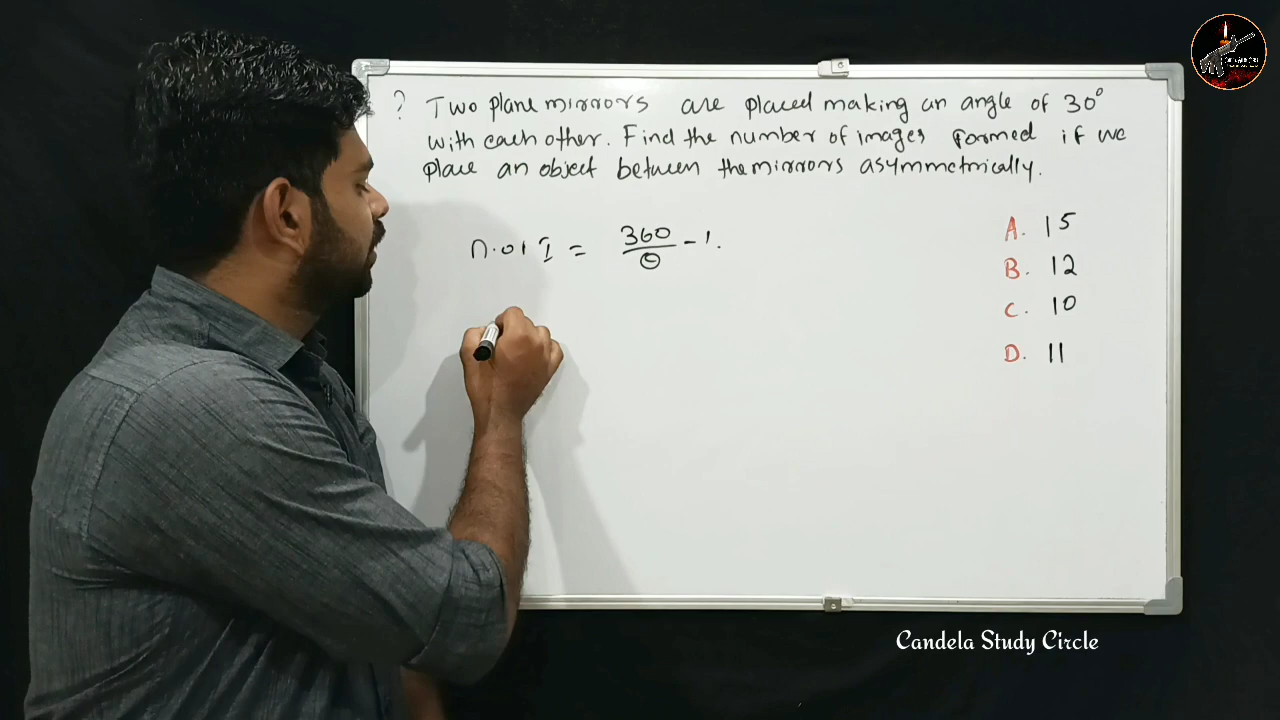 ? Two plane mirrors are placed making an angle of 30°
with each other. Find the number of images formed if we
place an object between the mirrors asymmetrically.
n.of I = 360/θ - 1.
A. 15
B. 12
C. 10
D. 11
Candela Study Circle